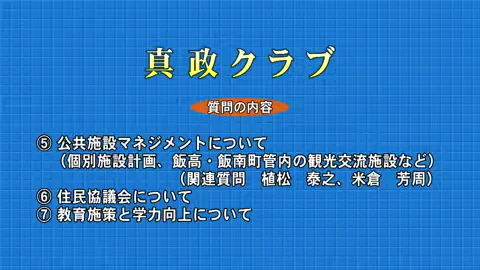 真政クラブ
質問の内容
⑤ 公共施設マネジメントについて
（個別施設計画、飯高・飯南町管内の観光交流施設など）
（関連質問　植松　泰之、米倉　芳周）
⑥ 住民協議会について
⑦ 教育施策と学力向上について